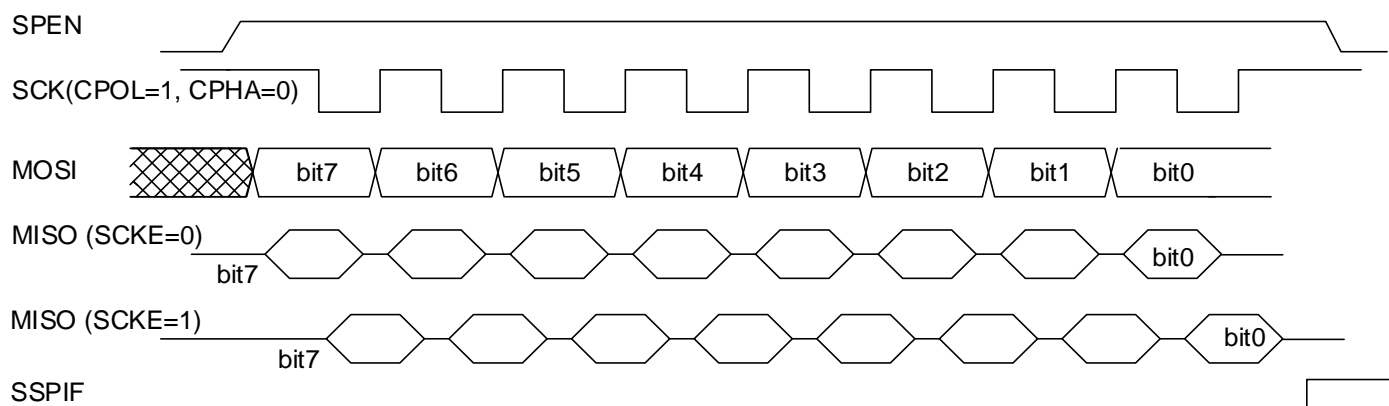 SPEN
SCK(CPOL=1, CPHA=0)
MOSI bit7 bit6 bit5 bit4 bit3 bit2 bit1 bit0
MISO (SCKE=0)
bit7 bit0
MISO (SCKE=1)
bit7 bit0
SSPIF